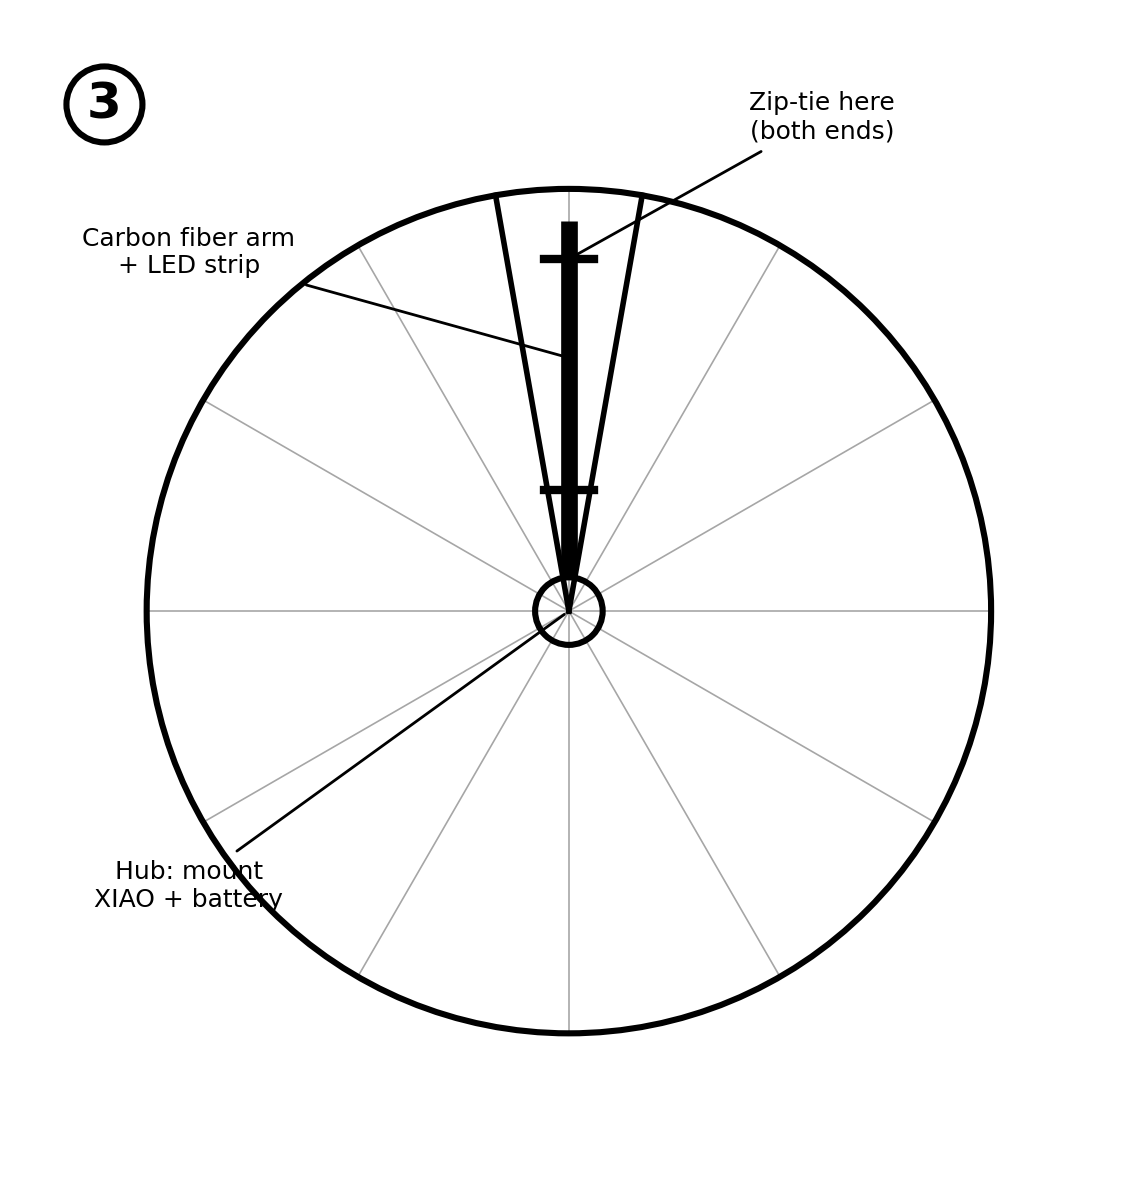 3
Zip-tie here
(both ends)
Carbon fiber arm
+ LED strip
Hub: mount
XIAO + battery